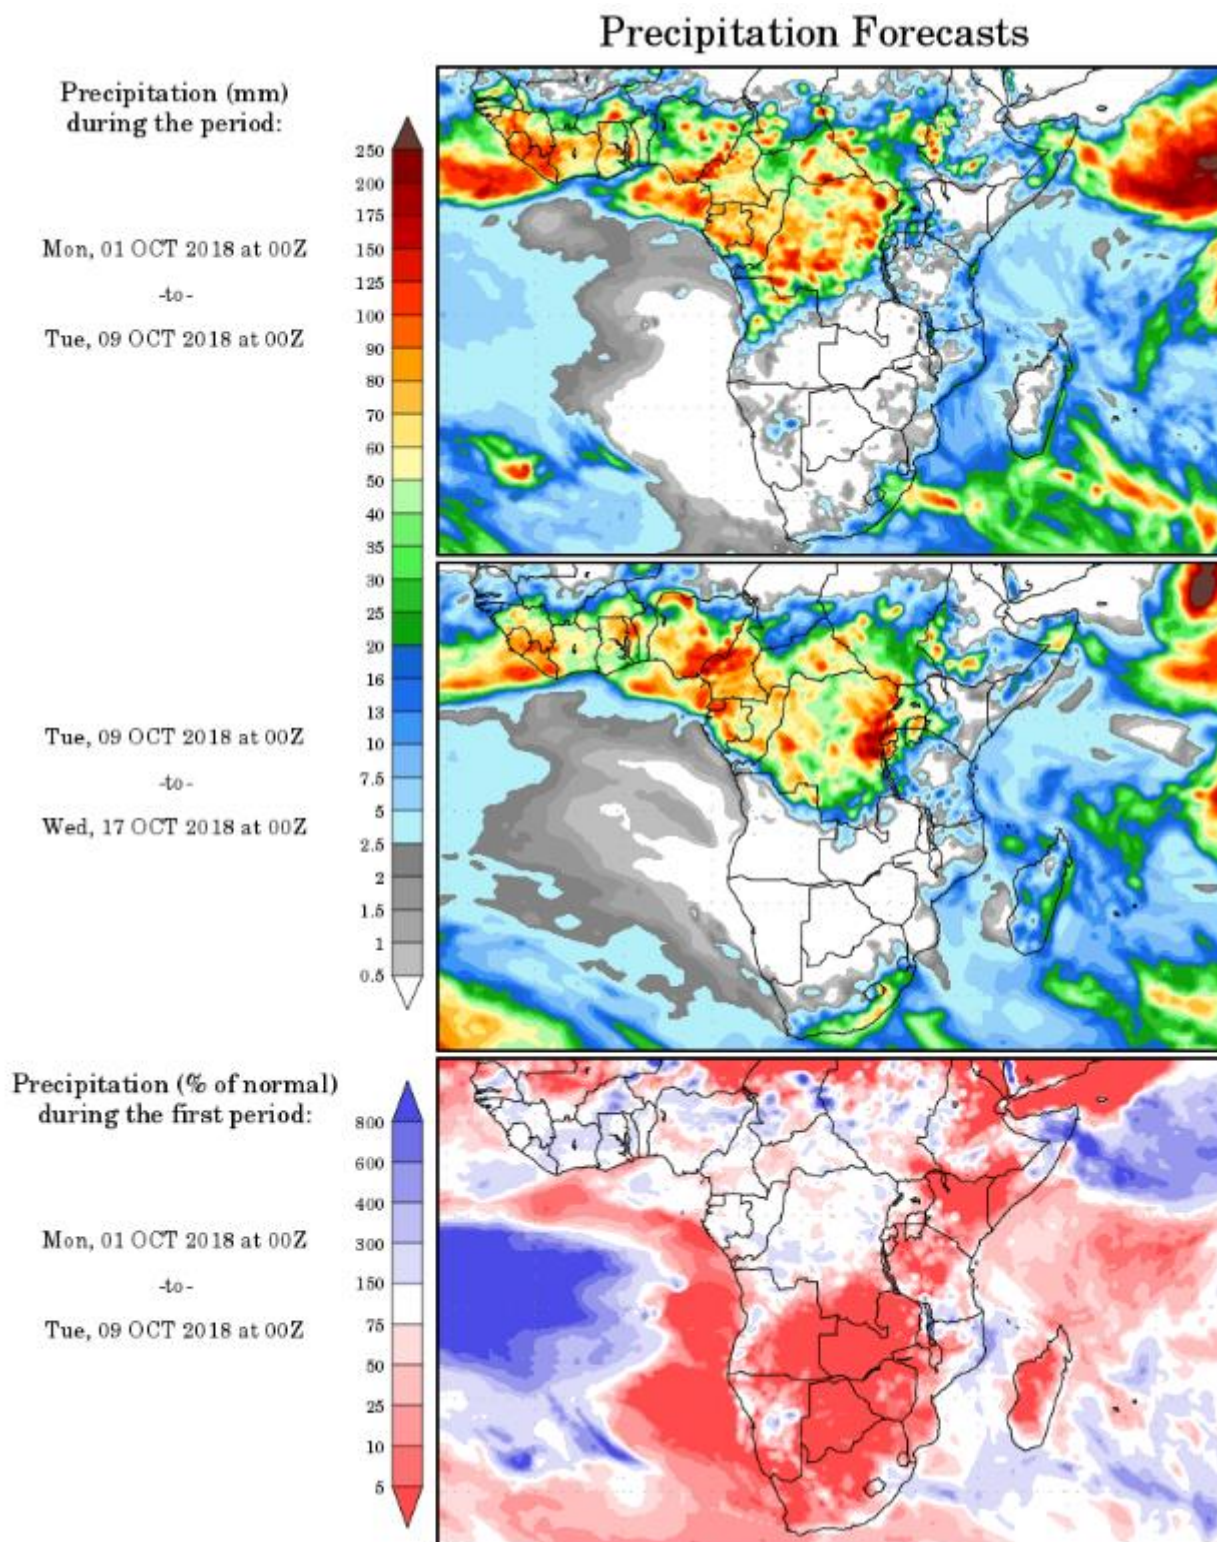 Precipitation Forecasts
Precipitation (mm)
during the period:
Mon, 01 OCT 2018 at 00Z
-to-
Tue, 09 OCT 2018 at 00Z
Tue, 09 OCT 2018 at 00Z
-to-
Wed, 17 OCT 2018 at 00Z
250
200
175
150
125
100
90
80
70
60
50
40
35
30
25
20
16
13
10
7.5
5
2.5
2
1.5
1
0.5
Precipitation (% of normal)
during the first period:
Mon, 01 OCT 2018 at 00Z
-to-
Tue, 09 OCT 2018 at 00Z
800
600
400
300
150
75
50
25
10
5